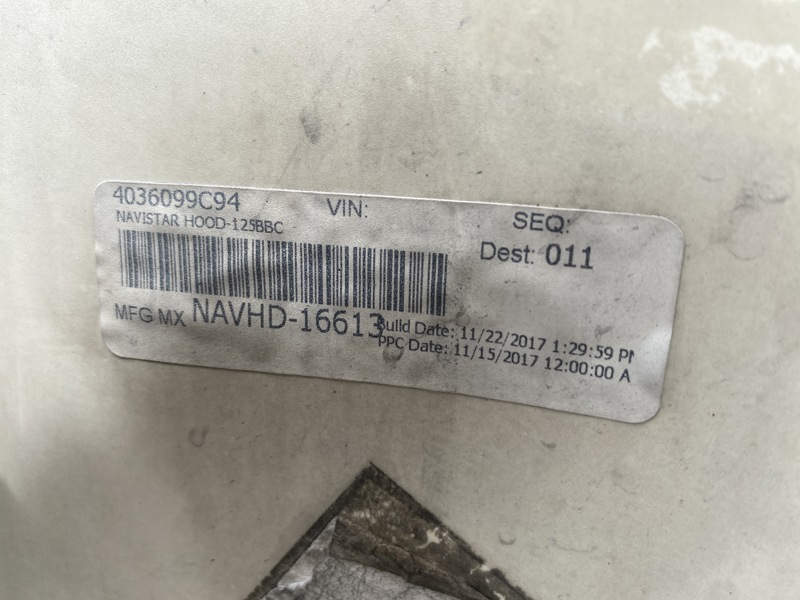 4036099C94 VIN: SEQ:
NAVISTAR HOOD-125BBC Dest: 011
MFG MX NAVHD-16613 Build Date: 11/22/2017 1:29:59 PM
PPC Date: 11/15/2017 12:00:00 A